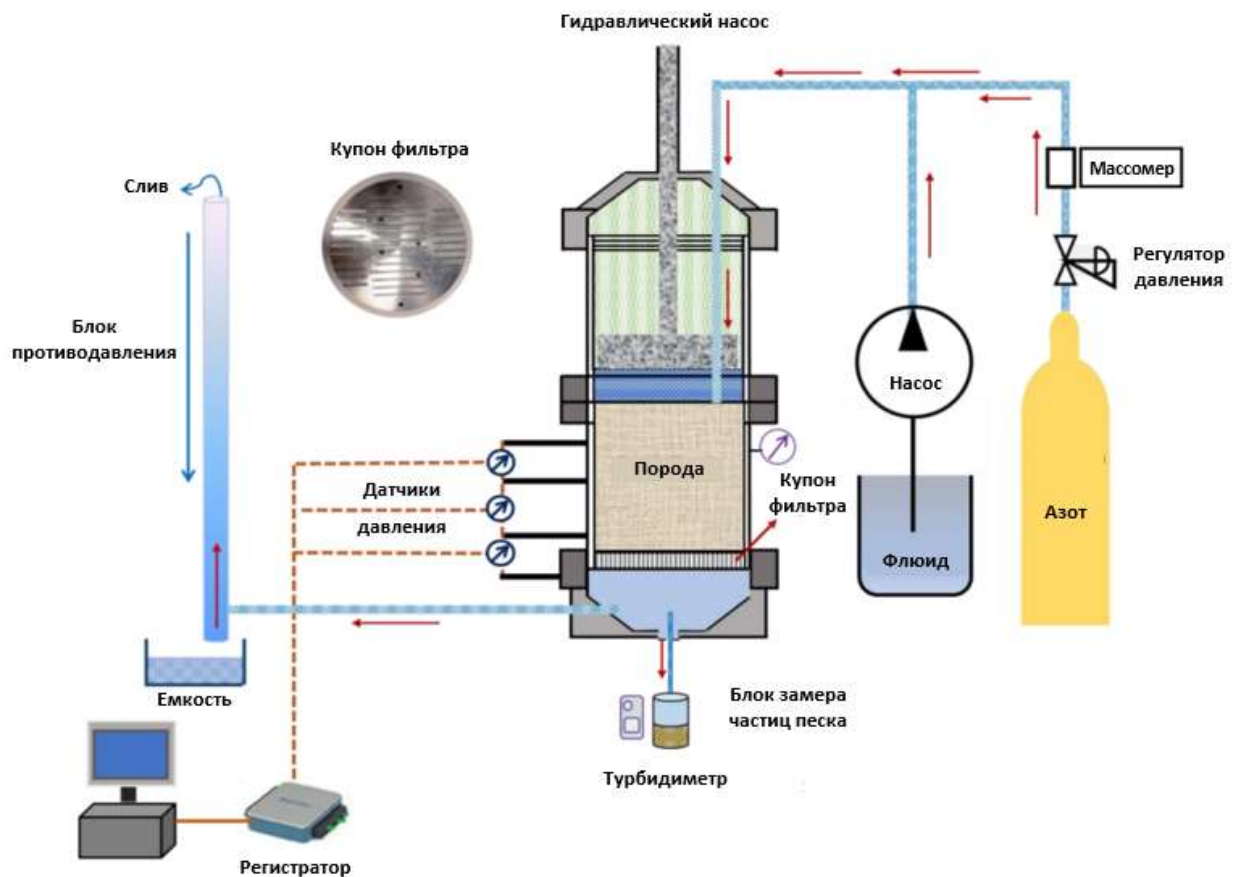 Гидравлический насос
Купон фильтра
Слив
Массомер
Регулятор
давления
Блок
противодавления
Насос
Порода
Купон
фильтра
Датчики
давления
Азот
Флюид
Емкость
Блок замера
частиц песка
Турбидиметр
Регистратор